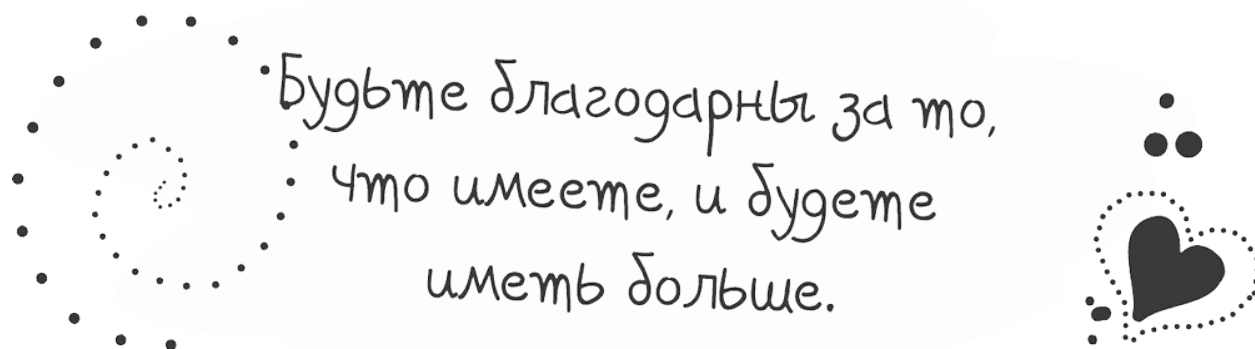 Будьте благодарны за то,
что имеете, и будете
иметь больше.